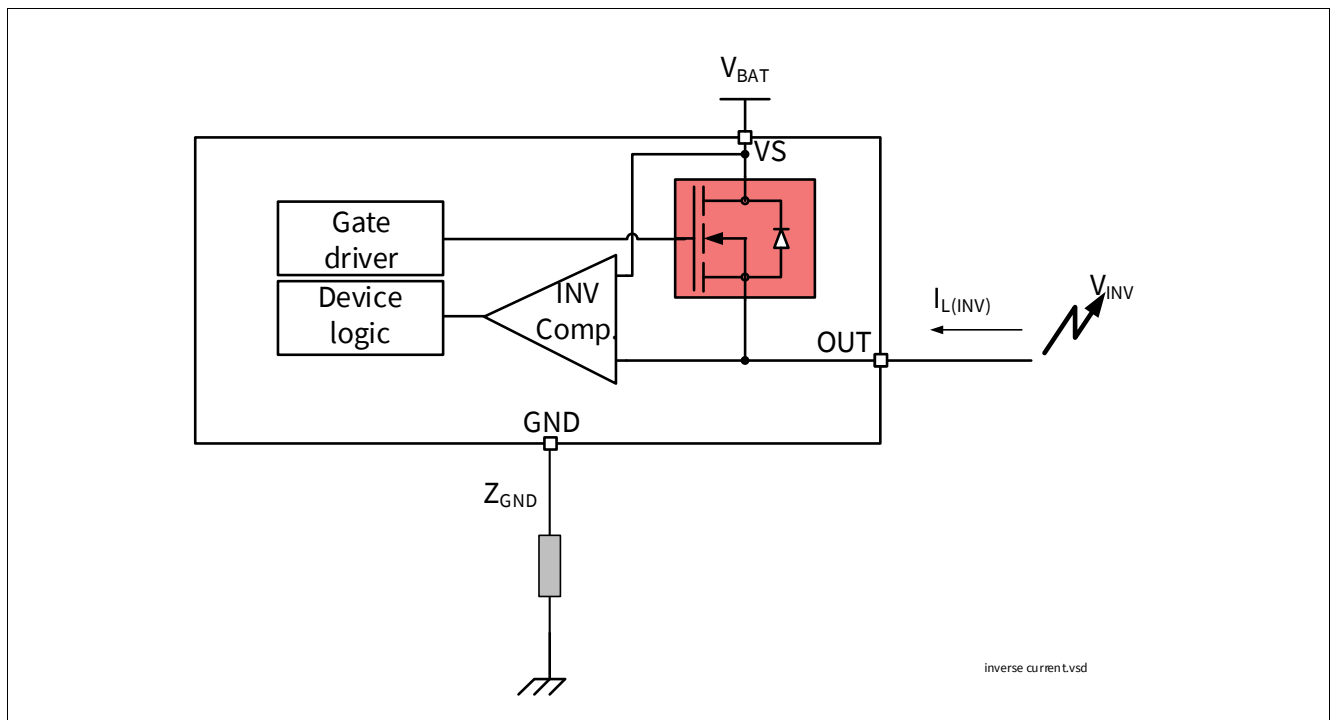 VBAT
VS
Gate
driver
Device
logic
INV
Comp.
IL(INV)
VINV
OUT
GND
ZGND
inverse current.vsd